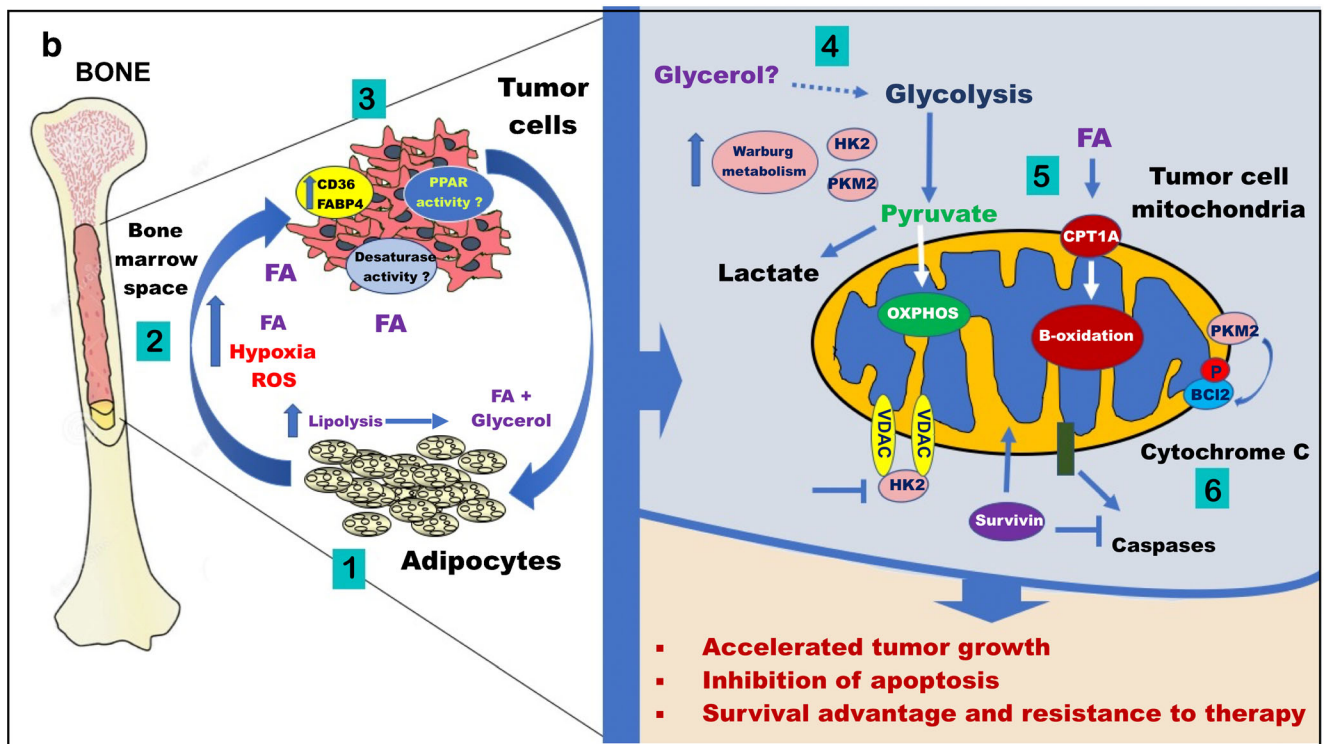 b
BONE
Bone
marrow
space
2
3
Tumor
cells
CD36
FABP4
PPAR
activity ?
Desaturase
activity ?
FA
FA
FA
Hypoxia
ROS
Lipolysis
FA +
Glycerol
Adipocytes
1
4
Glycerol?
Glycolysis
Warburg
metabolism
HK2
PKM2
Pyruvate
Lactate
FA
5
Tumor cell
mitochondria
CPT1A
OXPHOS
B-oxidation
PKM2
P
BCl2
VDAC
VDAC
HK2
Cytochrome C
6
Survivin
Caspases
▪ Accelerated tumor growth
▪ Inhibition of apoptosis
▪ Survival advantage and resistance to therapy